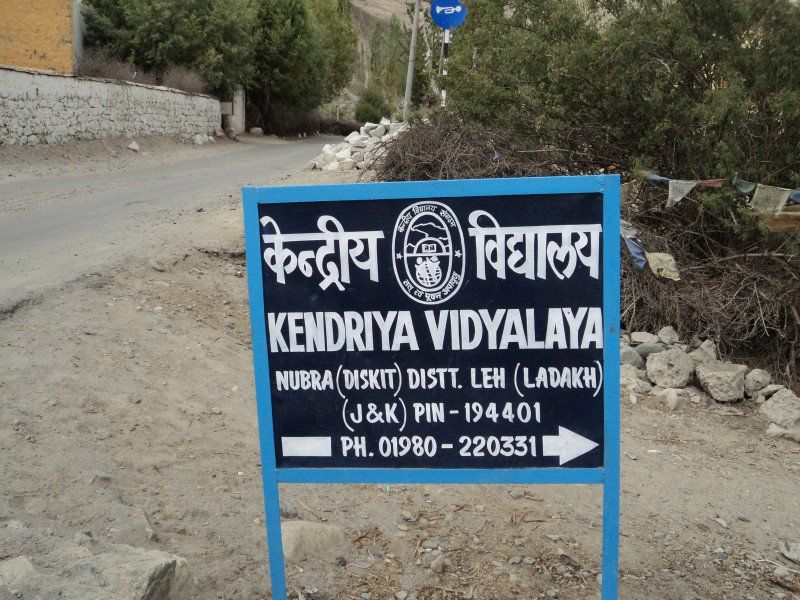 केन्द्रीय विद्यालय
KENDRIYA VIDYALAYA
NUBRA (DISKIT) DISTT. LEH (LADAKH)
(J&K) PIN - 194401
PH. 01980 - 220331